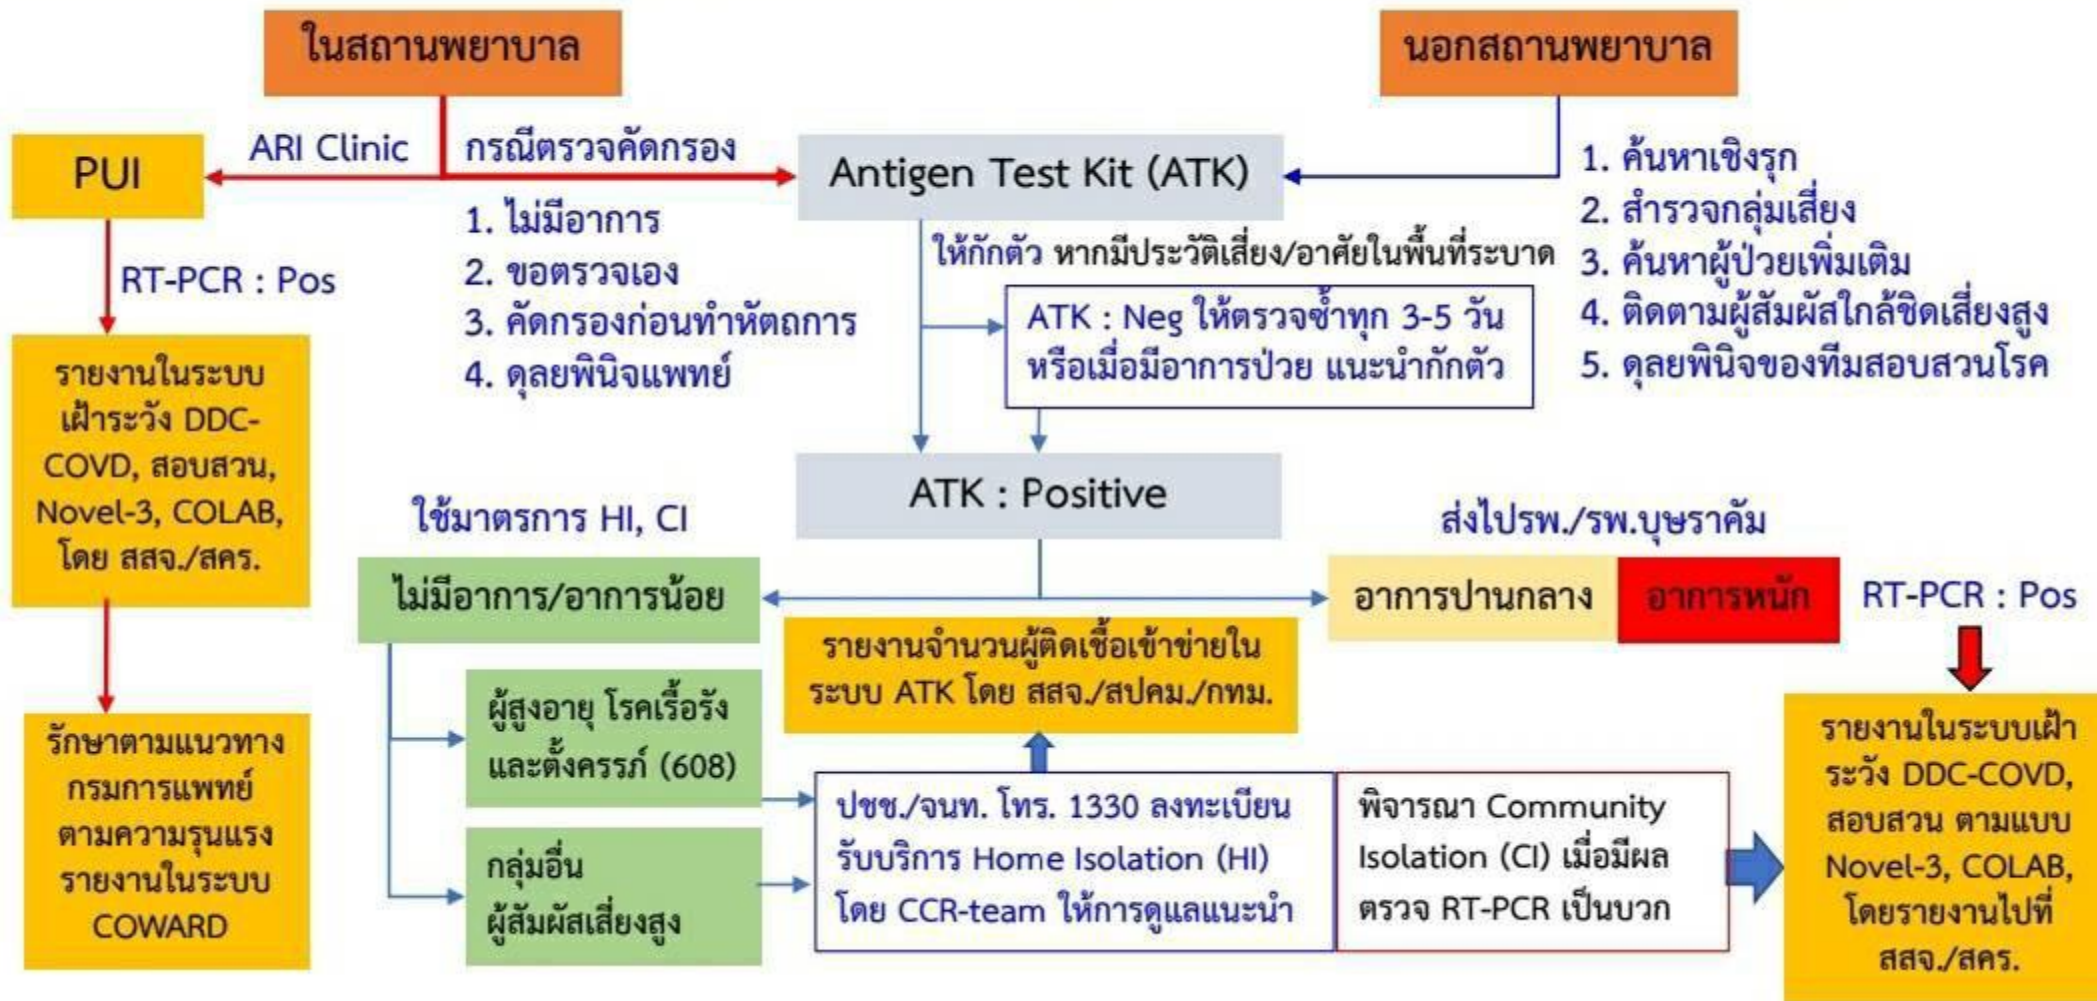 ในสถานพยาบาล
นอกสถานพยาบาล
PUI
ARI Clinic
กรณีตรวจคัดกรอง
1. ไม่มีอาการ
2. ขอตรวจเอง
3. คัดกรองก่อนทำหัตถการ
4. ดุลยพินิจแพทย์
Antigen Test Kit (ATK)
1. ค้นหาเชิงรุก
2. สำรวจกลุ่มเสี่ยง
3. ค้นหาผู้ป่วยเพิ่มเติม
4. ติดตามผู้สัมผัสใกล้ชิดเสี่ยงสูง
5. ดุลยพินิจของทีมสอบสวนโรค
ให้กักตัว หากมีประวัติเสี่ยง/อาศัยในพื้นที่ระบาด
ATK : Neg ให้ตรวจซ้ำทุก 3-5 วัน
หรือเมื่อมีอาการป่วย แนะนำกักตัว
RT-PCR : Pos
รายงานในระบบ
เฝ้าระวัง DDC-
COVD, สอบสวน,
Novel-3, COLAB,
โดย สสจ./สคร.
รักษาตามแนวทาง
กรมการแพทย์
ตามความรุนแรง
รายงานในระบบ
COWARD
ATK : Positive
ใช้มาตรการ HI, CI
ไม่มีอาการ/อาการน้อย
ส่งไปรพ./รพ.บุษราคัม
อาการปานกลาง
อาการหนัก
RT-PCR : Pos
รายงานจำนวนผู้ติดเชื้อเข้าข่ายใน
ระบบ ATK โดย สสจ./สปคม./กทม.
ผู้สูงอายุ โรคเรื้อรัง
และตั้งครรภ์ (608)
กลุ่มอื่น
ผู้สัมผัสเสี่ยงสูง
ปชช./จนท. โทร. 1330 ลงทะเบียน
รับบริการ Home Isolation (HI)
โดย CCR-team ให้การดูแลแนะนำ
พิจารณา Community
Isolation (CI) เมื่อมีผล
ตรวจ RT-PCR เป็นบวก
รายงานในระบบเฝ้า
ระวัง DDC-COVD,
สอบสวน ตามแบบ
Novel-3, COLAB,
โดยรายงานไปที่
สสจ./สคร.